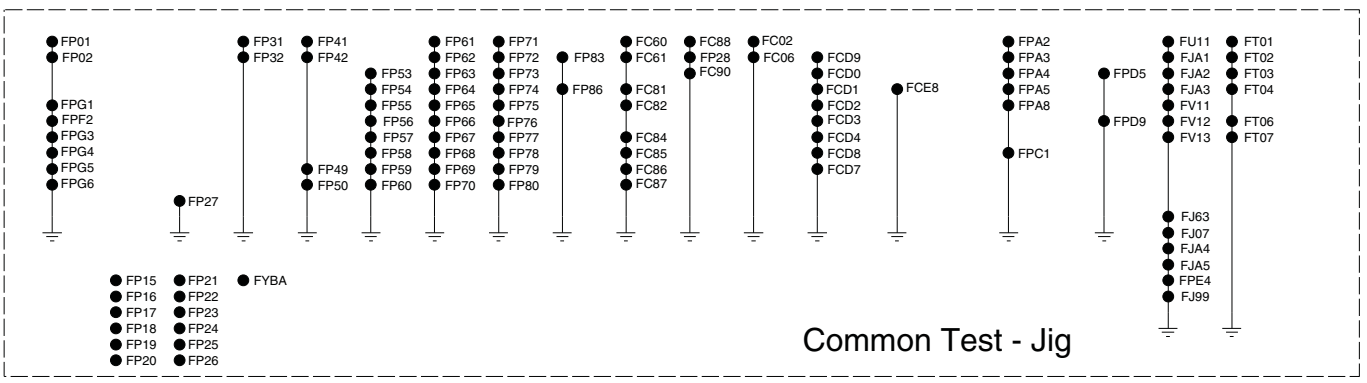 FP01
FP02
FPG1
FPF2
FPG3
FPG4
FPG5
FPG6
FP27
FP31
FP32
FP41
FP42
FP49
FP50
FP53
FP54
FP55
FP56
FP57
FP58
FP59
FP60
FP61
FP62
FP63
FP64
FP65
FP66
FP67
FP68
FP69
FP70
FP71
FP72
FP73
FP74
FP75
FP76
FP77
FP78
FP79
FP80
FP83
FP86
FC60
FC61
FC81
FC82
FC84
FC85
FC86
FC87
FC88
FP28
FC90
FC02
FC06
FCD9
FCD0
FCD1
FCD2
FCD3
FCD4
FCD8
FCD7
FCE8
FPA2
FPA3
FPA4
FPA5
FPA8
FPC1
FPD5
FPD9
FU11
FJA1
FJA2
FJA3
FV11
FV12
FV13
FJ63
FJ07
FJA4
FJA5
FPE4
FJ99
FT01
FT02
FT03
FT04
FT06
FT07
FP15
FP16
FP17
FP18
FP19
FP20
FP21
FP22
FP23
FP24
FP25
FP26
FYBA
Common Test - Jig